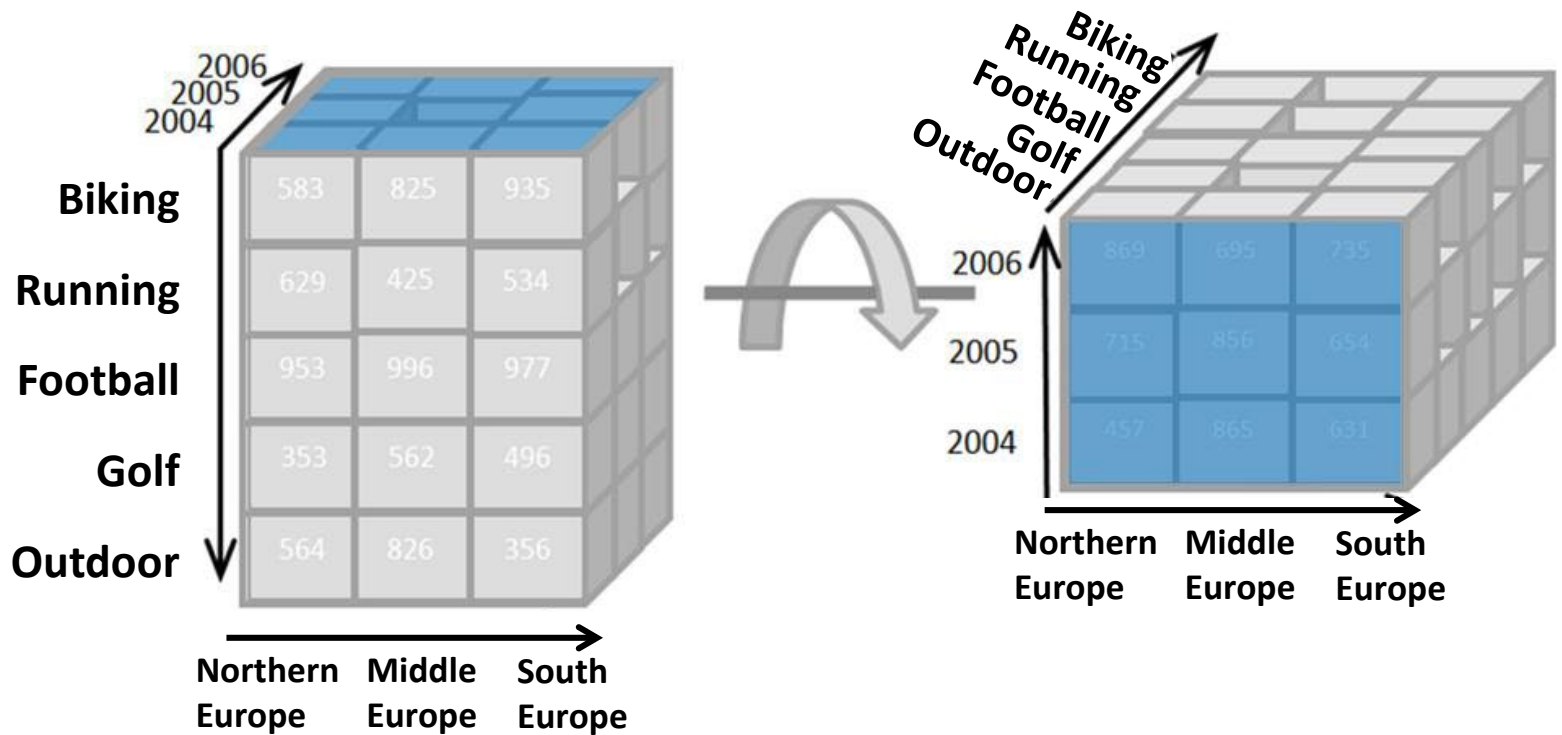 2006
2005
2004
Biking
583 825 935
Running
629 425 534
Football
953 996 977
Golf
353 562 496
Outdoor
564 826 356
Northern Middle South
Europe Europe Europe
Biking
Running
Football
Golf
Outdoor
2006
869 695 735
2005
715 856 654
2004
457 865 631
Northern Middle South
Europe Europe Europe